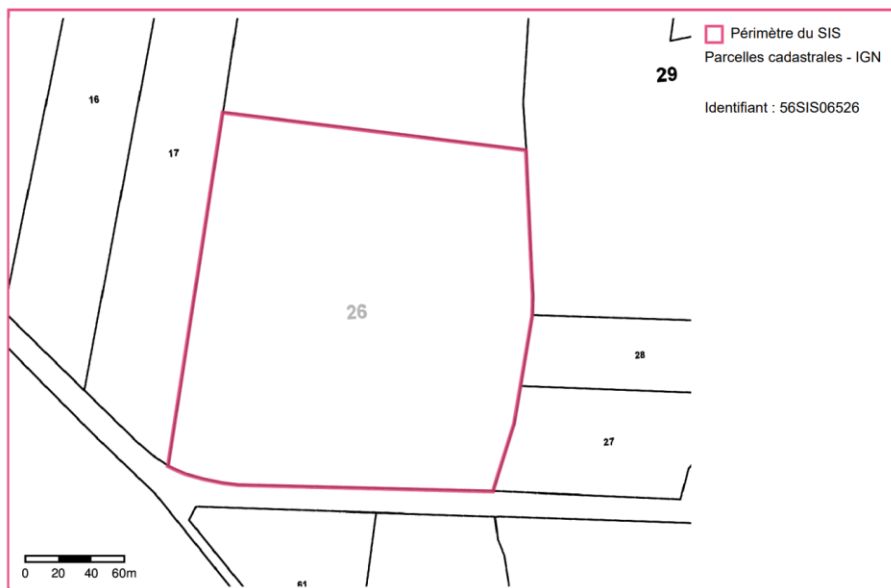 Périmètre du SIS
Parcelles cadastrales - IGN
29
Identifiant : 56SIS06526
16
17
26
28
27
0 20 40 60m
61